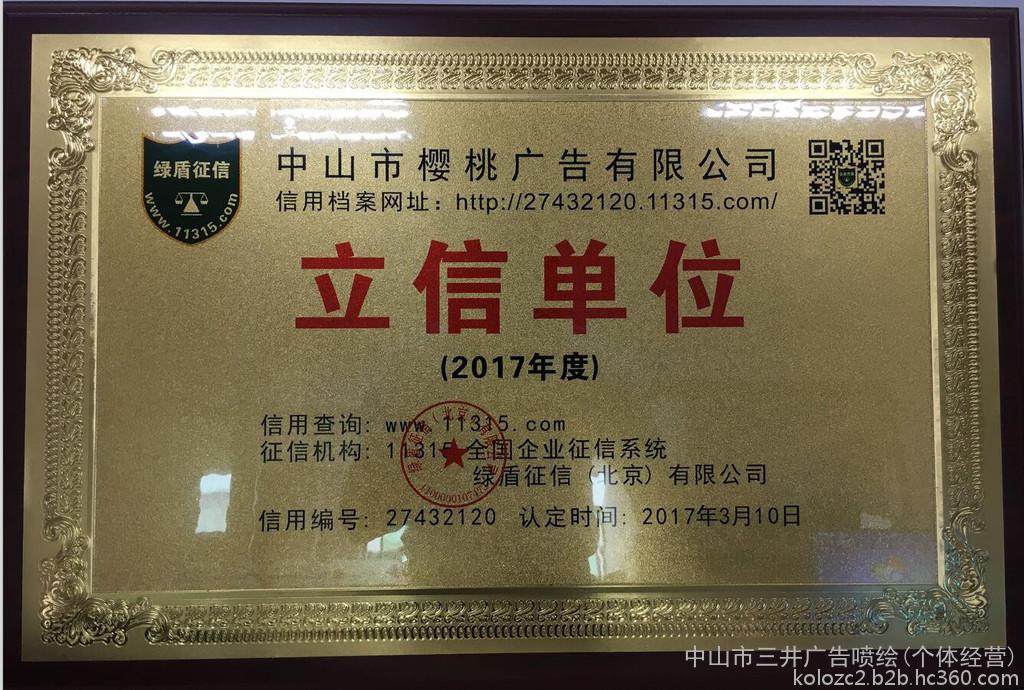 绿盾征信
www.11315.com
中山市樱桃广告有限公司
信用档案网址：http://27432120.11315.com/
立信单位
(2017年度)
信用查询: www.11315.com
征信机构: 11315 全国企业征信系统
绿盾征信（北京）有限公司
信用编号: 27432120 认定时间: 2017年3月10日
中山市三井广告喷绘(个体经营)
kolozc2.b2b.hc360.com